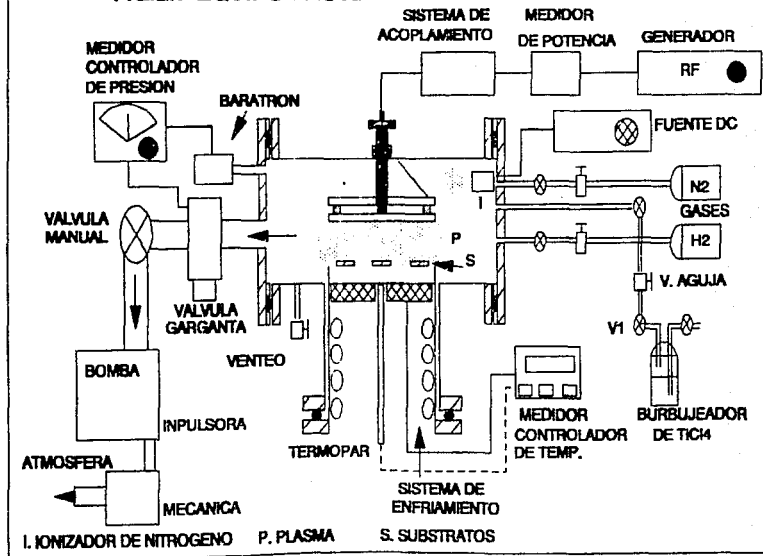 SISTEMA DE
ACOPLAMIENTO
MEDIDOR
DE POTENCIA
GENERADOR
RF
MEDIDOR
CONTROLADOR
DE PRESION
BARATRON
FUENTE DC
I
N2
GASES
H2
VALVULA
MANUAL
P
S
V. AGUJA
VALVULA
GARGANTA
VENTEO
V1
BOMBA
INPULSORA
TERMOPAR
MEDIDOR
CONTROLADOR
DE TEMP.
BURBUJEADOR
DE TICl4
ATMOSFERA
MECANICA
SISTEMA DE
ENFRIAMIENTO
I. IONIZADOR DE NITROGENO P. PLASMA S. SUBSTRATOS